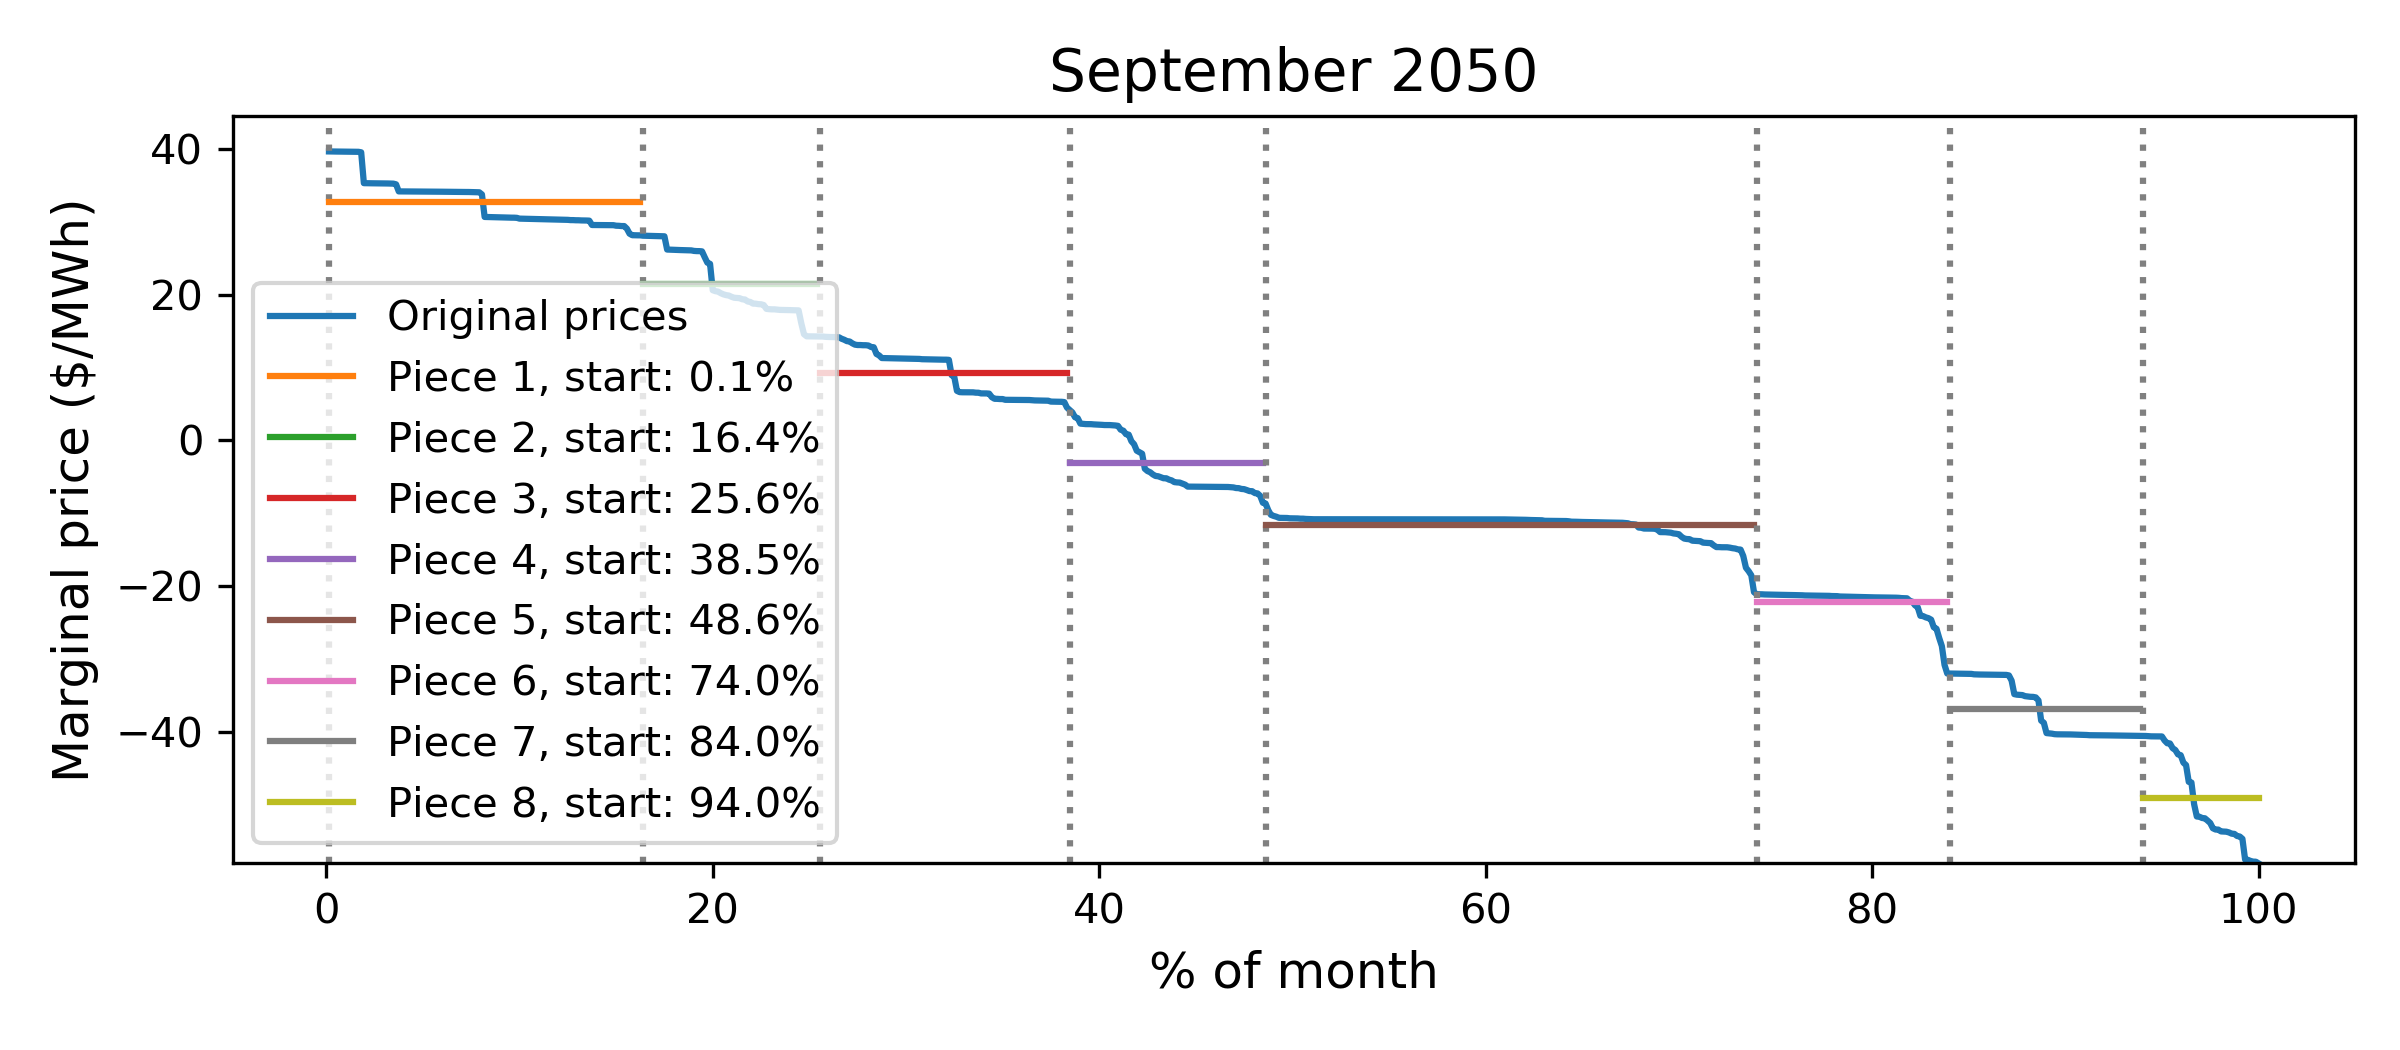 September 2050
Marginal price ($/MWh)
40
20
0
−20
−40
Original prices
Piece 1, start: 0.1%
Piece 2, start: 16.4%
Piece 3, start: 25.6%
Piece 4, start: 38.5%
Piece 5, start: 48.6%
Piece 6, start: 74.0%
Piece 7, start: 84.0%
Piece 8, start: 94.0%
0 20 40 60 80 100
% of month